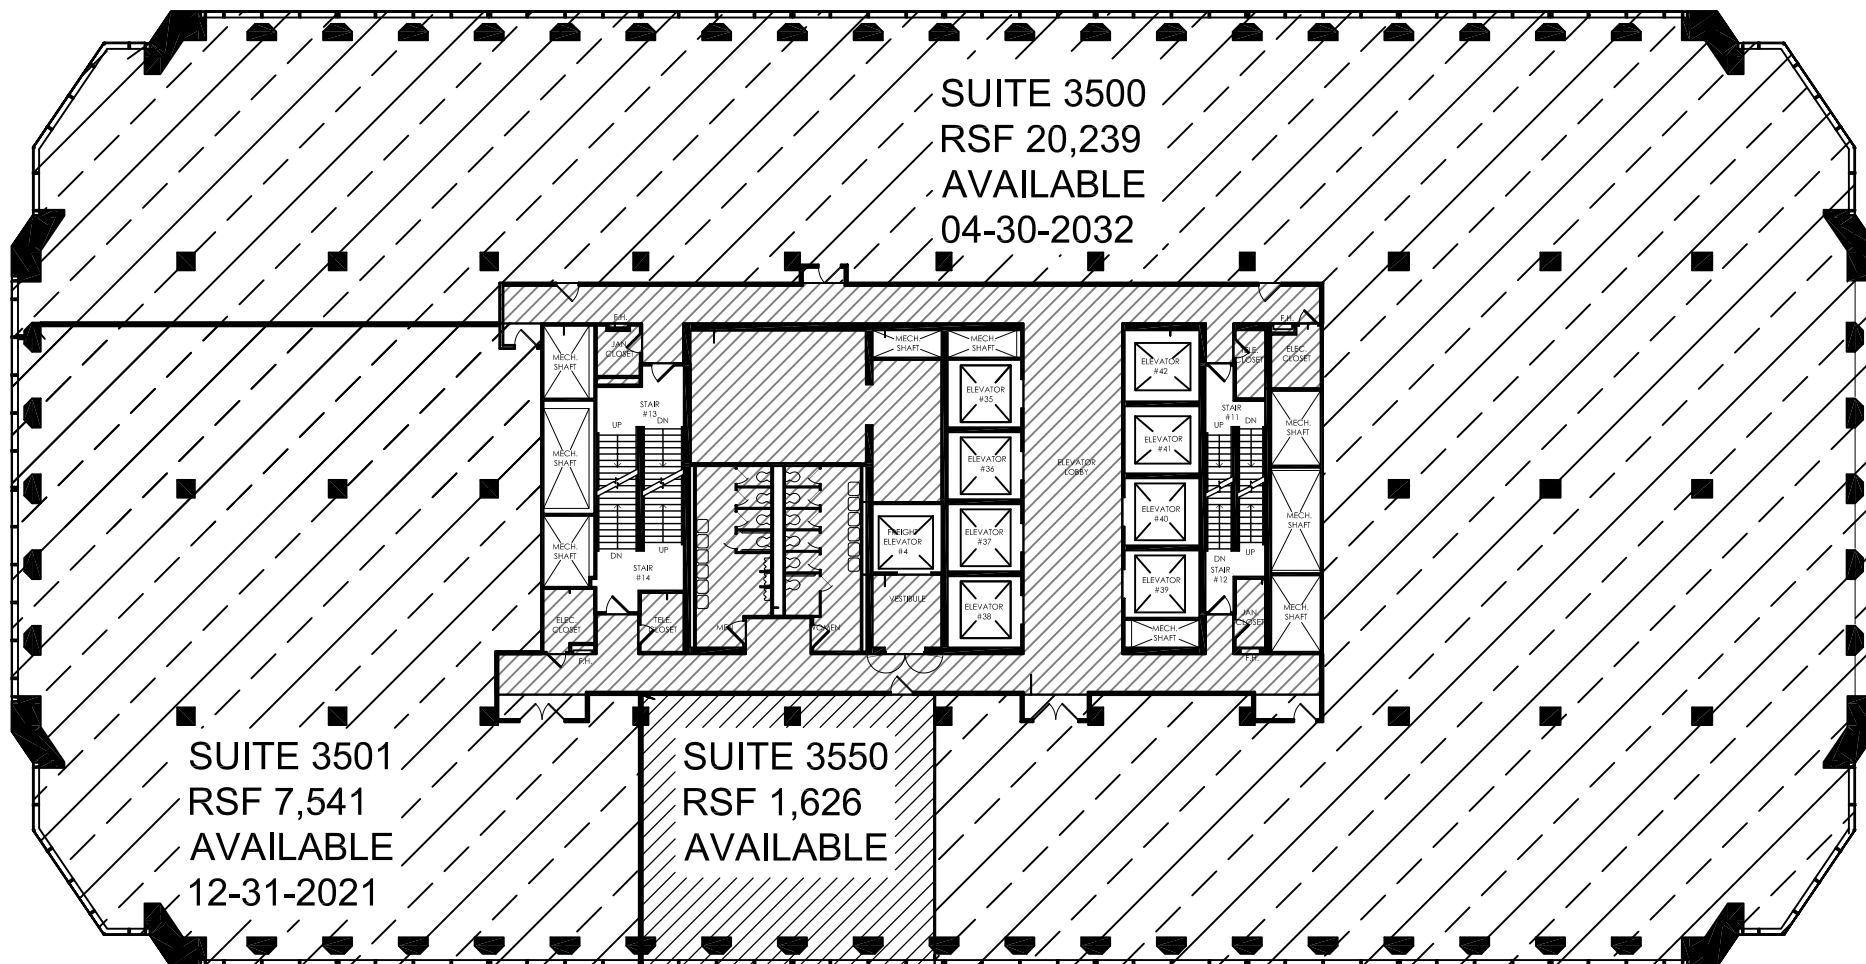 SUITE 3500
RSF 20,239
AVAILABLE
04-30-2032
F.H.
JAN.
CLOSET
MECH.
SHAFT
MECH.
SHAFT
MECH.
SHAFT
ELEVATOR
#42
TELE.
CLOSET
F.H.
ELEC.
CLOSET
MECH.
SHAFT
STAIR
#13
UP
DN
ELEVATOR
#35
STAIR
#11
UP
DN
MECH.
SHAFT
MECH.
SHAFT
ELEVATOR
#36
ELEVATOR
LOBBY
ELEVATOR
#41
MECH.
SHAFT
DN
UP
STAIR
#14
FREIGHT
ELEVATOR
#4
ELEVATOR
#37
ELEVATOR
#40
MECH.
SHAFT
DN
UP
STAIR
#12
ELEC.
CLOSET
TELE.
CLOSET
MEN
WOMEN
VESTIBULE
ELEVATOR
#38
ELEVATOR
#39
MECH.
SHAFT
JAN.
CLOSET
MECH.
SHAFT
F.H.
F.H.
SUITE 3501
RSF 7,541
AVAILABLE
12-31-2021
SUITE 3550
RSF 1,626
AVAILABLE